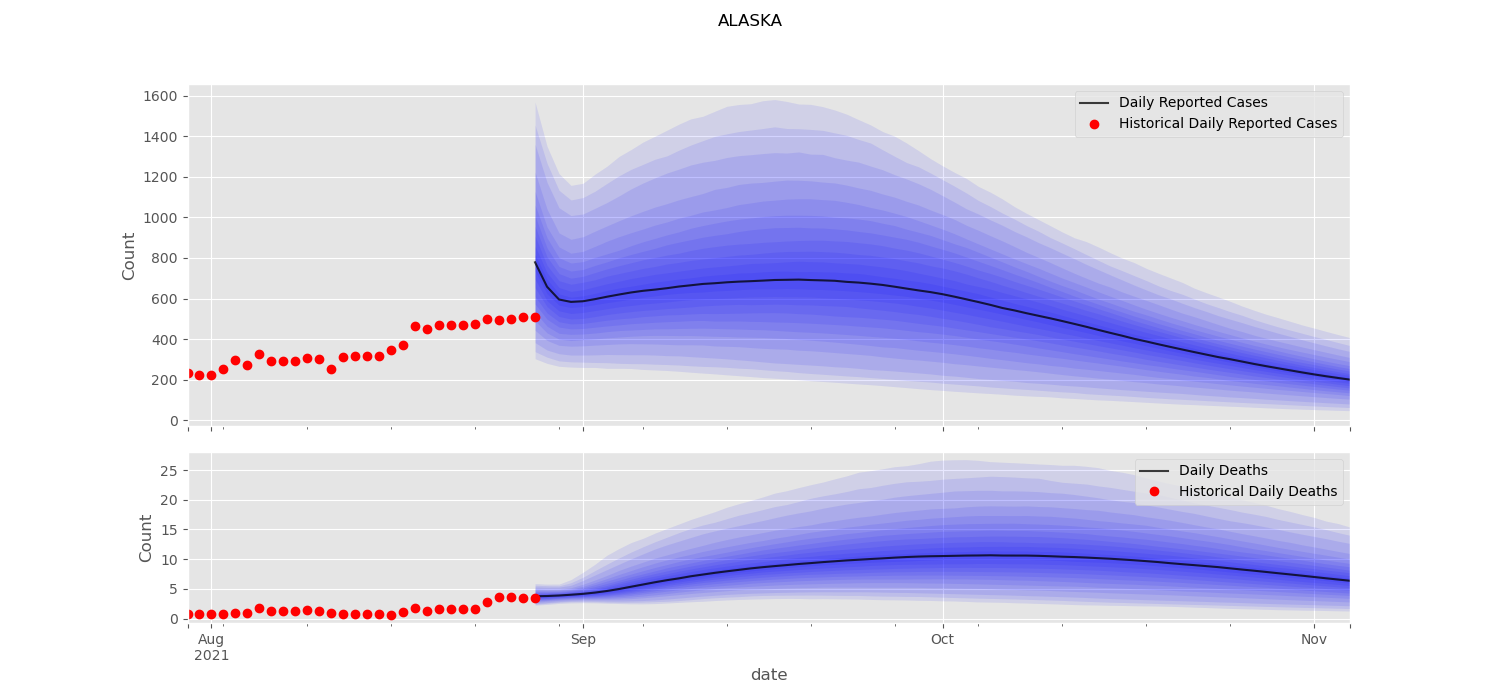 ALASKA
1600
1400
1200
1000
800
600
400
200
0
Count
Daily Reported Cases
Historical Daily Reported Cases
25
20
15
10
5
0
Count
Daily Deaths
Historical Daily Deaths
Aug
2021
Sep
Oct
Nov
date